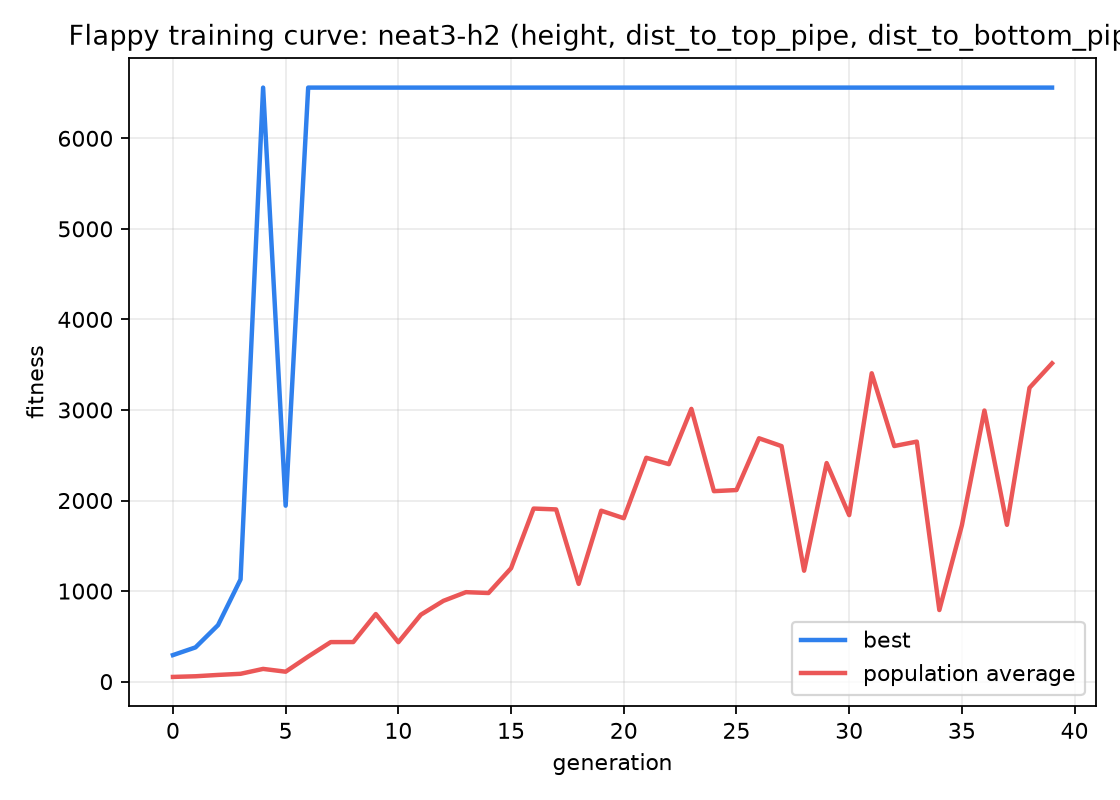 Flappy training curve: neat3-h2 (height, dist_to_top_pipe, dist_to_bottom_pip
6000
5000
4000
3000
2000
1000
0
fitness
best
population average
0 5 10 15 20 25 30 35 40
generation